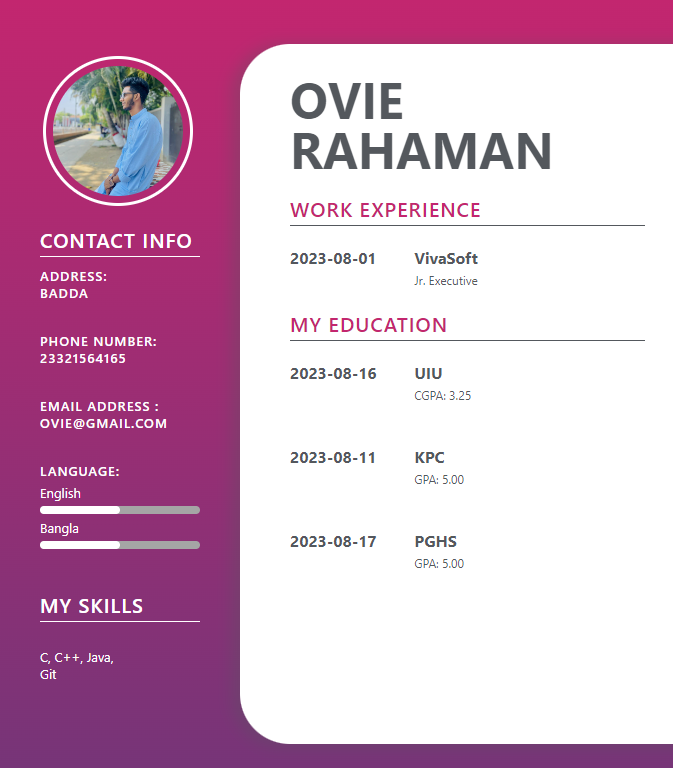 CONTACT INFO
ADDRESS:
BADDA
PHONE NUMBER:
23321564165
EMAIL ADDRESS :
OVIE@GMAIL.COM
LANGUAGE:
English
Bangla
MY SKILLS
C, C++, Java,
Git
OVIE
RAHAMAN
WORK EXPERIENCE
2023-08-01 VivaSoft
Jr. Executive
MY EDUCATION
2023-08-16 UIU
CGPA: 3.25
2023-08-11 KPC
GPA: 5.00
2023-08-17 PGHS
GPA: 5.00